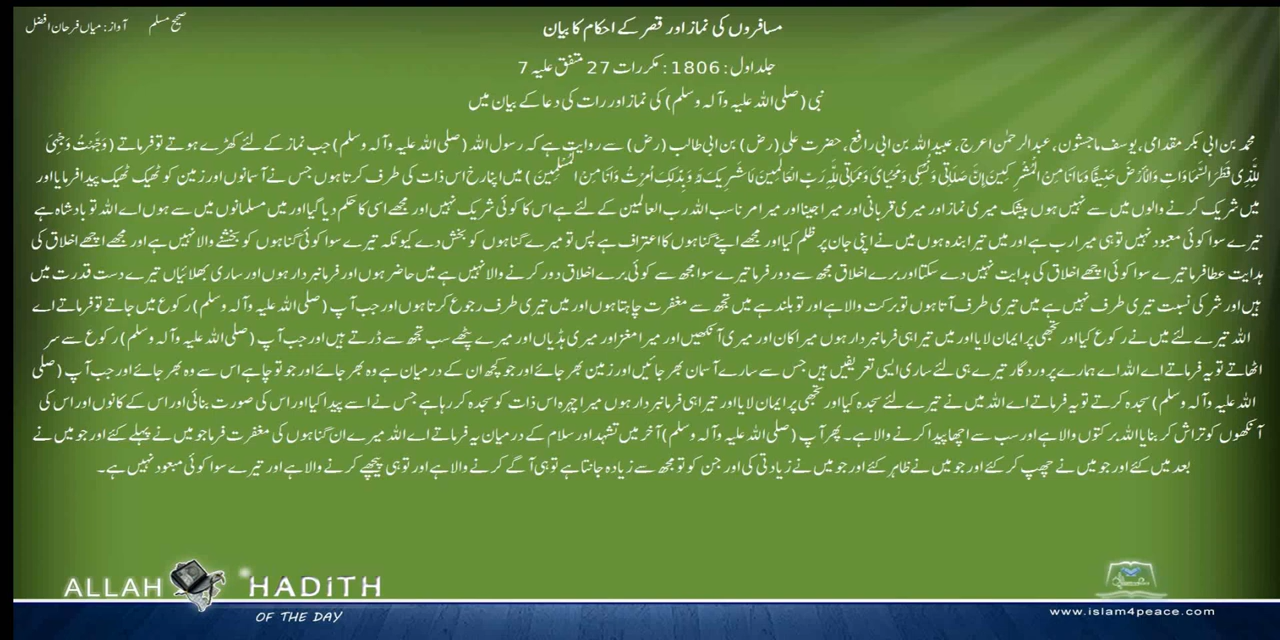 صحیح مسلم آواز: میاں فرحان افضل
مسافروں کی نماز اور قصر کے احکام کا بیان
جلد اول : 1806 : مکررات 27 متفق علیہ 7
نبی (صلی اللہ علیہ وآلہ وسلم) کی نماز اور رات کی دعا کے بیان میں
محمد بن ابی بکر مقدامی، یوسف ماجشون، عبدالرحمٰن اعرج، عبیداللہ بن ابی رافع، حضرت علی (رض) بن ابی طالب (رض) سے روایت ہے کہ رسول اللہ (صلی اللہ علیہ وآلہ وسلم) جب نماز کے لئے کھڑے ہوتے تو فرماتے (وَجَّهْتُ وَجْهِيَ
لِلَّذِي فَطَرَ السَّمَاوَاتِ وَالْأَرْضَ حَنِيفًا وَمَا أَنَا مِنْ الْمُشْرِكِينَ إِنَّ صَلَاتِي وَنُسُكِي وَمَحْيَايَ وَمَمَاتِي لِلَّهِ رَبِّ الْعَالَمِينَ لَا شَرِيکَ لَهُ وَبِذَلِکَ أُمِرْتُ وَأَنَا مِنْ الْمُسْلِمِينَ) میں اپنا رخ اس ذات کی طرف کرتا ہوں جس نے آسمانوں اور زمین کو ٹھیک ٹھیک پیدا فرمایا اور
میں شریک کرنے والوں میں سے نہیں ہوں بیشک میری نماز اور میری قربانی اور میرا جینا اور میرا مرنا سب اللہ رب العالمین کے لئے ہے اس کا کوئی شریک نہیں اور مجھے اسی کا حکم دیا گیا اور میں مسلمانوں میں سے ہوں اے اللہ تو بادشاہ ہے
تیرے سوا کوئی معبود نہیں تو ہی میرا رب ہے اور میں تیرا بندہ ہوں میں نے اپنی جان پر ظلم کیا اور مجھے اپنے گناہوں کا اعتراف ہے پس تو میرے گناہوں کو بخش دے کیونکہ تیرے سوا کوئی گناہوں کو بخشنے والا نہیں ہے اور مجھے اچھے اخلاق کی
ہدایت عطا فرما تیرے سوا کوئی اچھے اخلاق کی ہدایت نہیں دے سکتا اور برے اخلاق مجھ سے دور فرما تیرے سوا مجھ سے کوئی برے اخلاق دور کرنے والا نہیں ہے میں حاضر ہوں اور فرمانبردار ہوں اور ساری بھلائیاں تیرے دست قدرت میں
ہیں اور شر کی نسبت تیری طرف نہیں ہے میں تیری طرف آتا ہوں تو برکت والا ہے اور تو بلند ہے میں تجھ سے مغفرت چاہتا ہوں اور میں تیری طرف رجوع کرتا ہوں اور جب آپ (صلی اللہ علیہ وآلہ وسلم) رکوع میں جاتے تو فرماتے اے
اللہ تیرے لئے میں نے رکوع کیا اور تجھی پر ایمان لایا اور میں تیرا ہی فرمانبردار ہوں میرا کان اور میری آنکھیں اور میرا مغز اور میری ہڈیاں اور میرے پٹھے سب تجھ سے ڈرتے ہیں اور جب آپ (صلی اللہ علیہ وآلہ وسلم) رکوع سے سر
اٹھاتے تو یہ فرماتے اے اللہ اے ہمارے پروردگار تیرے ہی لئے ساری ایسی تعریفیں ہیں جس سے سارے آسمان بھر جائیں اور زمین بھر جائے اور جو کچھ ان کے درمیان ہے وہ بھر جائے اور جو تو چاہے اس سے وہ بھر جائے اور جب آپ (صلی
اللہ علیہ وآلہ وسلم) سجدہ کرتے تو یہ فرماتے اے اللہ میں نے تیرے لئے سجدہ کیا اور تجھی پر ایمان لایا اور تیرا ہی فرمانبردار ہوں میرا چہرہ اس ذات کو سجدہ کر رہا ہے جس نے اسے پیدا کیا اور اس کی صورت بنائی اور اس کے کانوں اور اس کی
آنکھوں کو تراش کر بنایا اللہ برکتوں والا ہے اور سب سے اچھا پیدا کرنے والا ہے۔ پھر آپ (صلی اللہ علیہ وآلہ وسلم) آخر میں تشہد اور سلام کے درمیان یہ فرماتے اے اللہ میرے ان گناہوں کی مغفرت فرما جو میں نے پہلے کئے اور جو میں نے
بعد میں کئے اور جو میں نے چھپ کر کئے اور جو میں نے ظاہر کئے اور جو میں نے زیادتی کی اور جن کو تو مجھ سے زیادہ جانتا ہے تو ہی آگے کرنے والا ہے اور تو ہی پیچھے کرنے والا ہے اور تیرے سوا کوئی معبود نہیں ہے۔
ALLAH HADITH
OF THE DAY
www.islam4peace.com